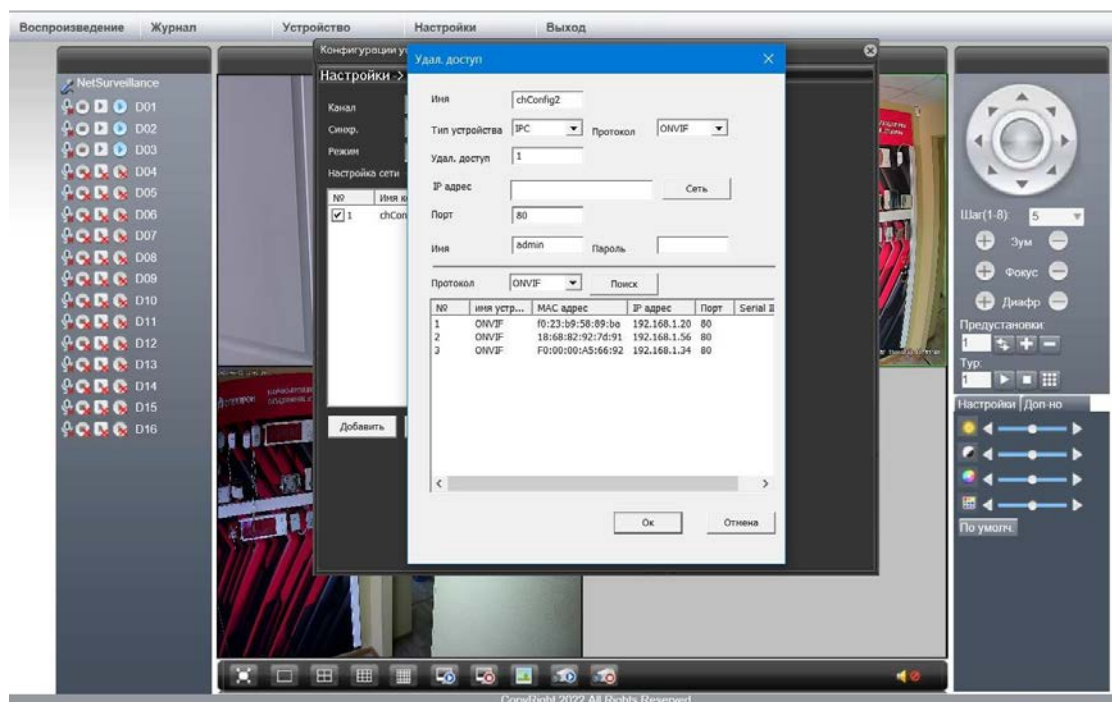 Воспроизведение Журнал Устройство Настройки Выход
NetSurveillance
D01
D02
D03
D04
D05
D06
D07
D08
D09
D10
D11
D12
D13
D14
D15
D16
Конфигурации
Настройки ->
Канал
Синхр.
Режим
Настройка сети
№ Имя
1 chCon
Добавить
Удал. доступ
Имя chConfig2
Тип устройства IPC Протокол ONVIF
Удал. доступ 1
IP адрес Сеть
Порт 80
Имя admin Пароль
Протокол ONVIF Поиск
№ имя устр... MAC адрес IP адрес Порт Serial I
1 ONVIF f0:23:b9:58:89:ba 192.168.1.20 80
2 ONVIF 18:68:82:92:7d:91 192.168.1.56 80
3 ONVIF F0:00:00:A5:66:92 192.168.1.34 80
Ок Отмена
Шаг(1-8): 5
Зум
Фокус
Диафр
Предустановки:
1
Тур:
1
Настройки Доп-но
По умолч.
CopyRight 2022 All Rights Reserved